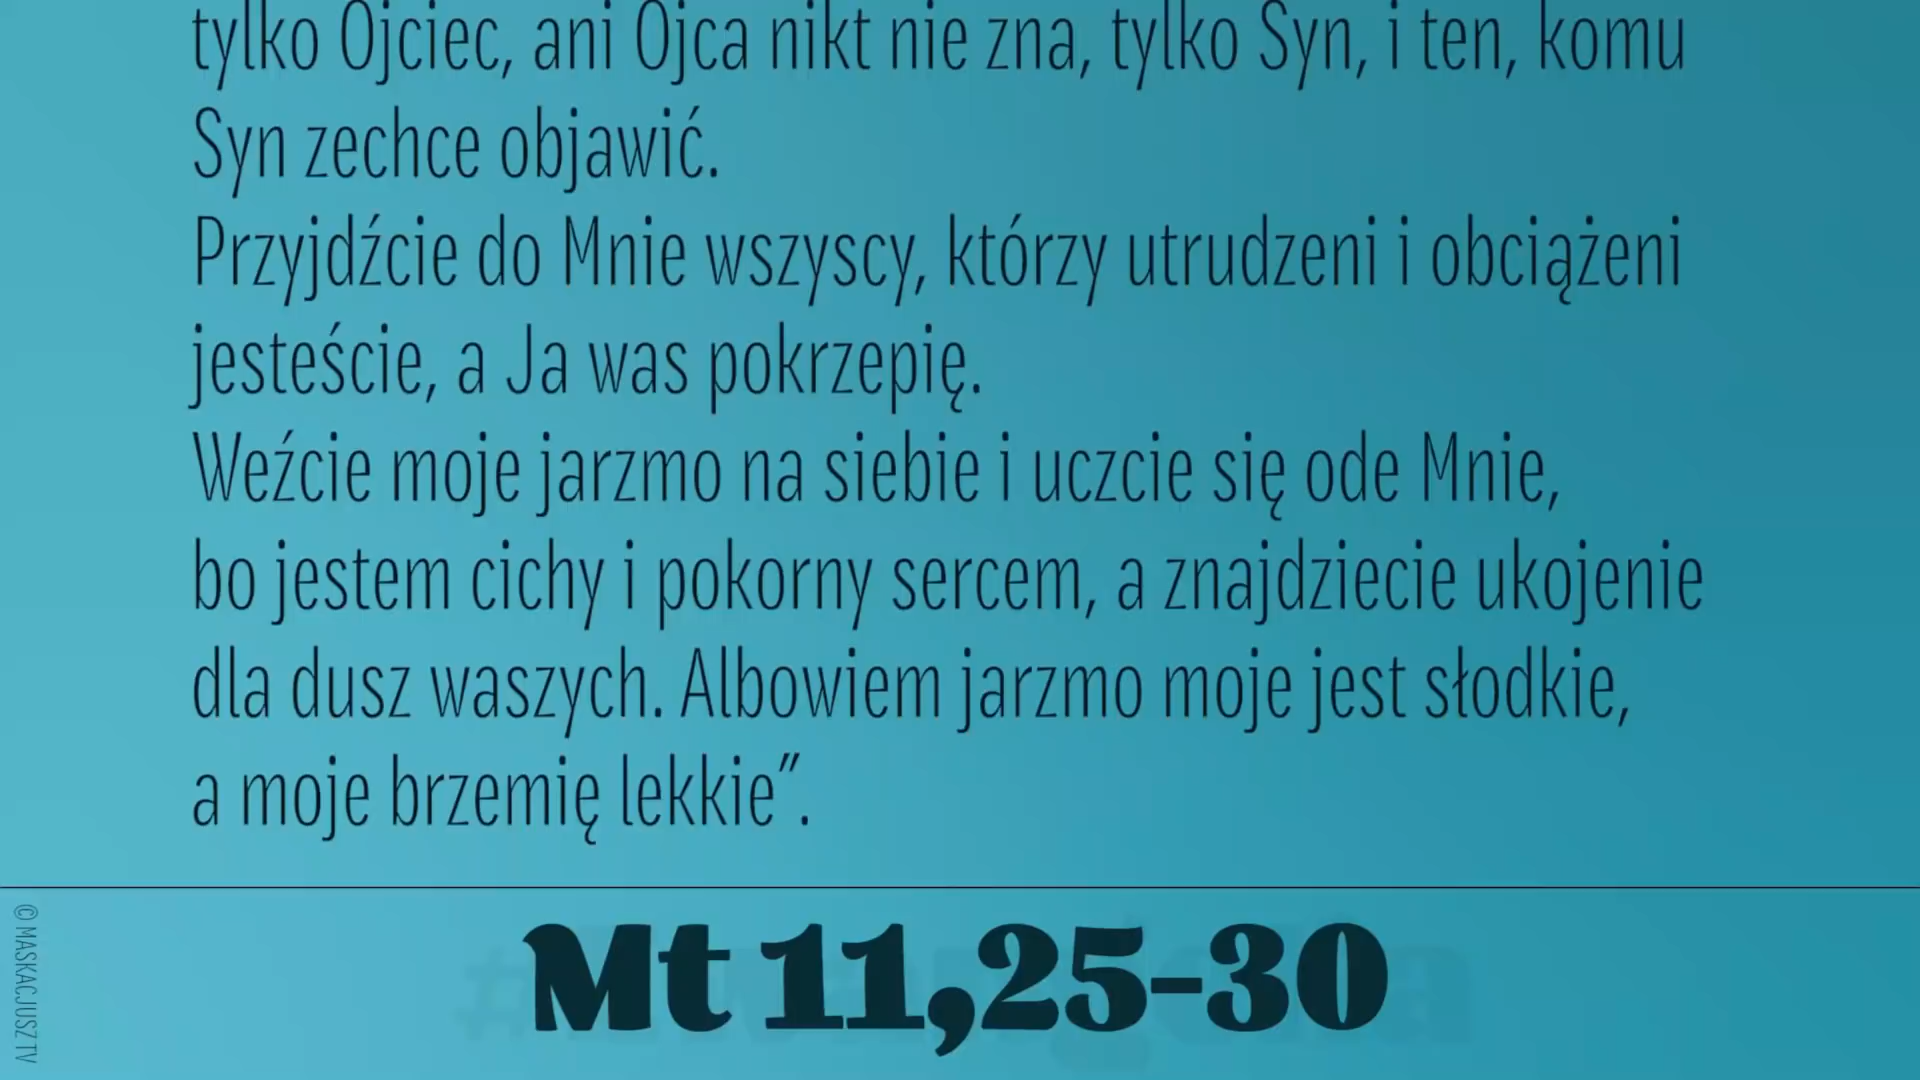 tylko Ojciec, ani Ojca nikt nie zna, tylko Syn, i ten, komu
Syn zechce objawić.
Przyjdźcie do Mnie wszyscy, którzy utrudzeni i obciążeni
jesteście, a Ja was pokrzepię.
Weźcie moje jarzmo na siebie i uczcie się ode Mnie,
bo jestem cichy i pokorny sercem, a znajdziecie ukojenie
dla dusz waszych. Albowiem jarzmo moje jest słodkie,
a moje brzemię lekkie”.
Mt 11,25-30
© MASKACJUSZ TV